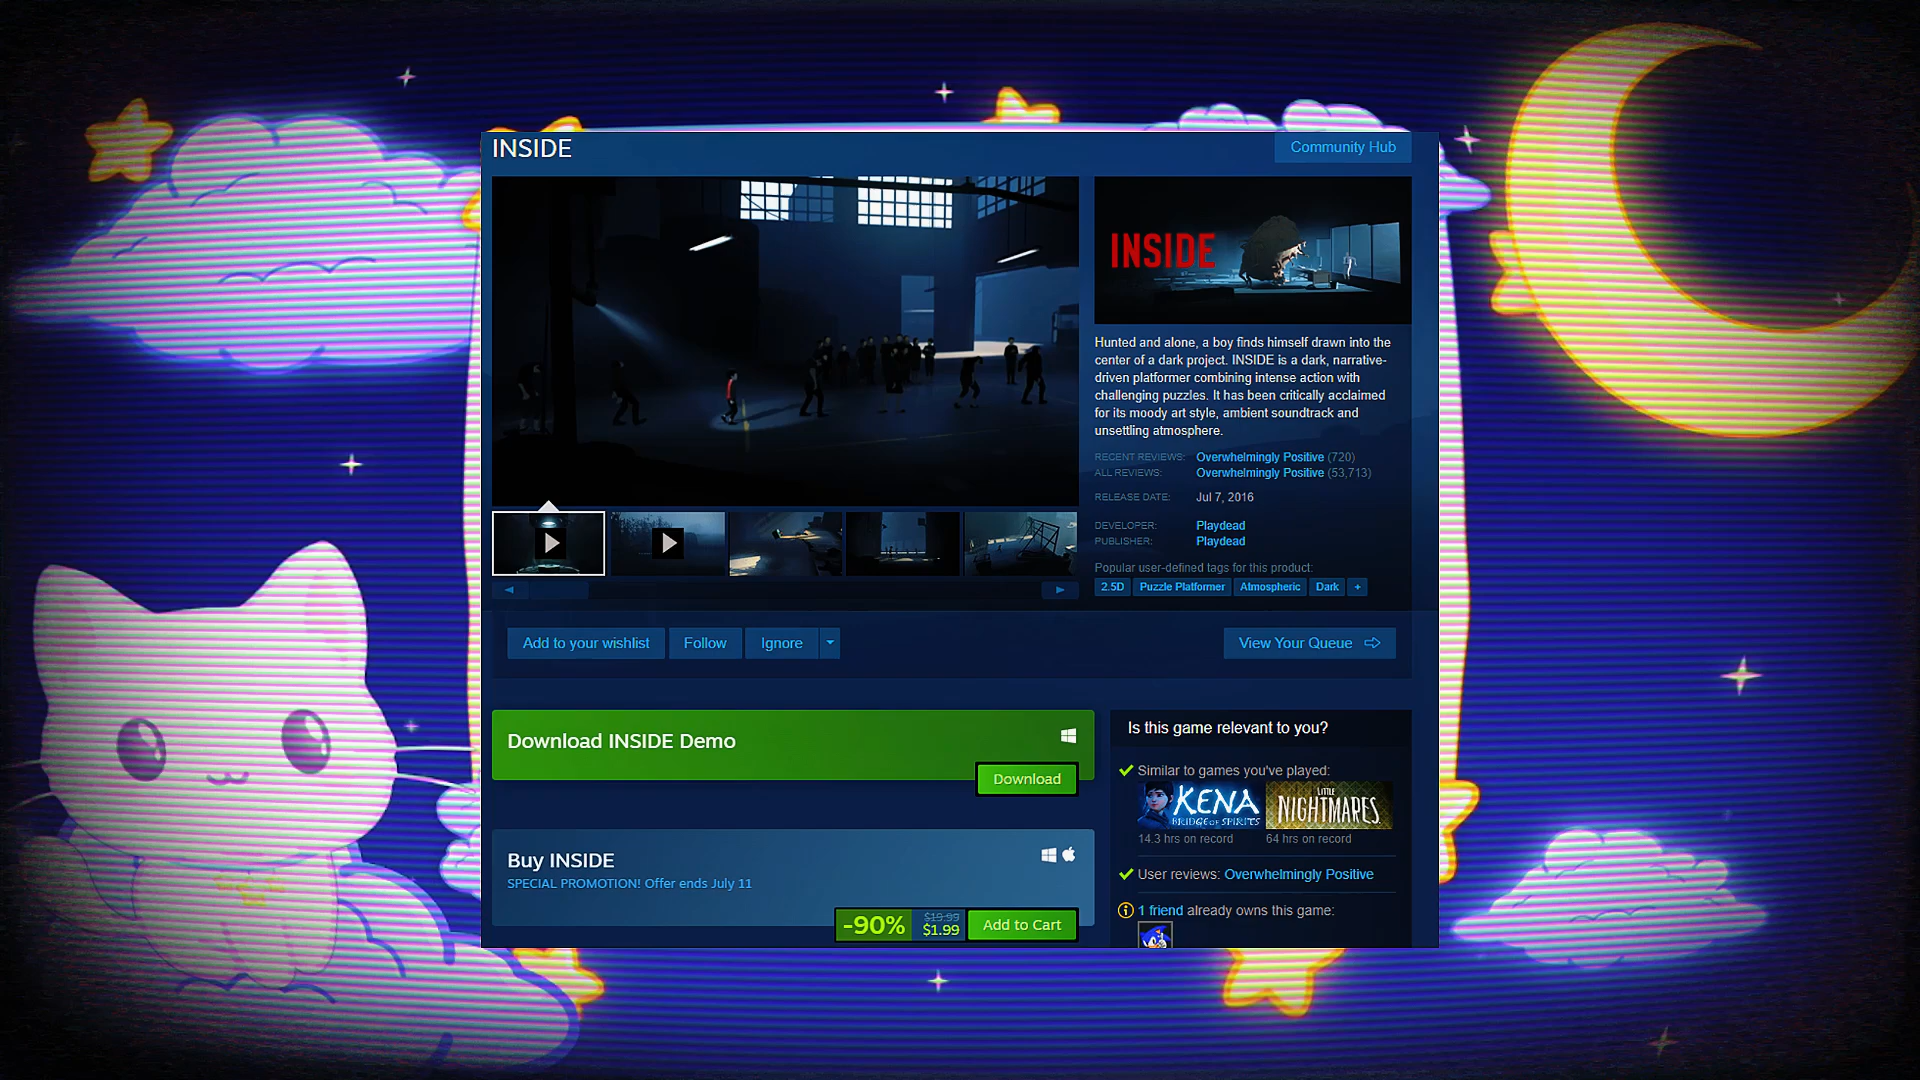 INSIDE
Community Hub
INSIDE
Hunted and alone, a boy finds himself drawn into the
center of a dark project. INSIDE is a dark, narrative-
driven platformer combining intense action with
challenging puzzles. It has been critically acclaimed
for its moody art style, ambient soundtrack and
unsettling atmosphere.
RECENT REVIEWS: Overwhelmingly Positive (720)
ALL REVIEWS: Overwhelmingly Positive (53,713)
RELEASE DATE: Jul 7, 2016
DEVELOPER: Playdead
PUBLISHER: Playdead
Popular user-defined tags for this product:
2.5D Puzzle Platformer Atmospheric Dark +
Add to your wishlist Follow Ignore
View Your Queue
Download INSIDE Demo
Download
Buy INSIDE
SPECIAL PROMOTION! Offer ends July 11
-90% $19.99 $1.99 Add to Cart
Is this game relevant to you?
Similar to games you've played:
KENA
BRIDGE OF SPIRITS
LITTLE
NIGHTMARES
14.3 hrs on record 64 hrs on record
User reviews: Overwhelmingly Positive
1 friend already owns this game: